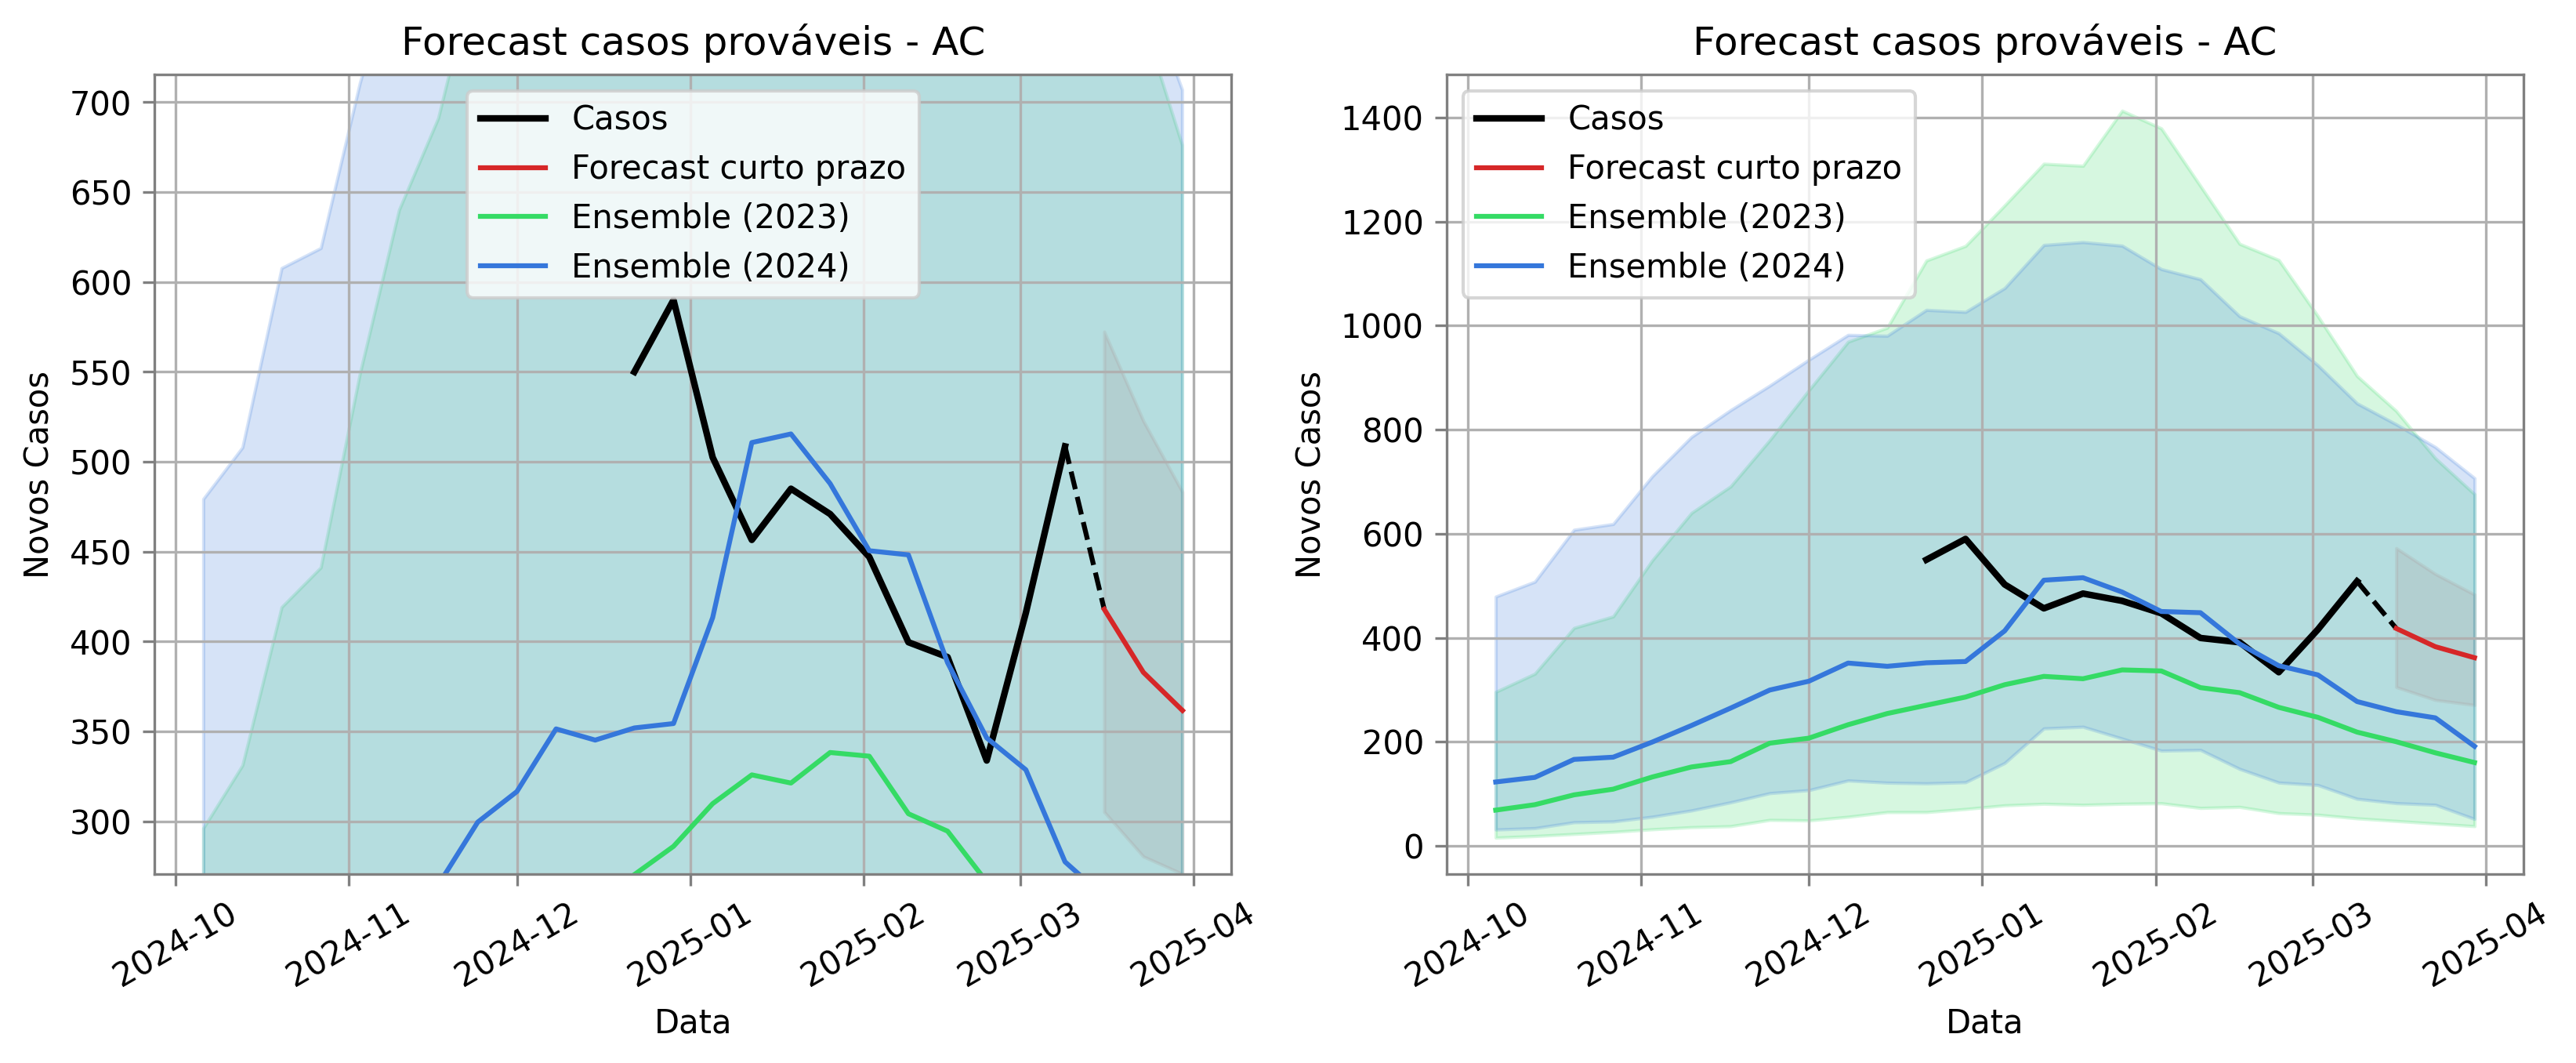 Forecast casos prováveis - AC
700
650
600
550
500
450
400
350
300
Novos Casos
Casos
Forecast curto prazo
Ensemble (2023)
Ensemble (2024)
2024-10
2024-11
2024-12
2025-01
2025-02
2025-03
2025-04
Data
Forecast casos prováveis - AC
1400
1200
1000
800
600
400
200
0
Novos Casos
Casos
Forecast curto prazo
Ensemble (2023)
Ensemble (2024)
2024-10
2024-11
2024-12
2025-01
2025-02
2025-03
2025-04
Data